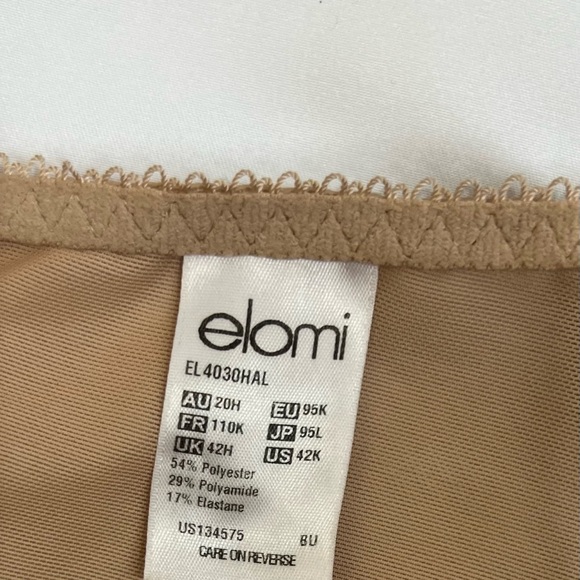 elomi
EL4030HAL
AU 20H EU 95K
FR 110K JP 95L
UK 42H US 42K
54% Polyester
29% Polyamide
17% Elastane
US134575 BU
CARE ON REVERSE